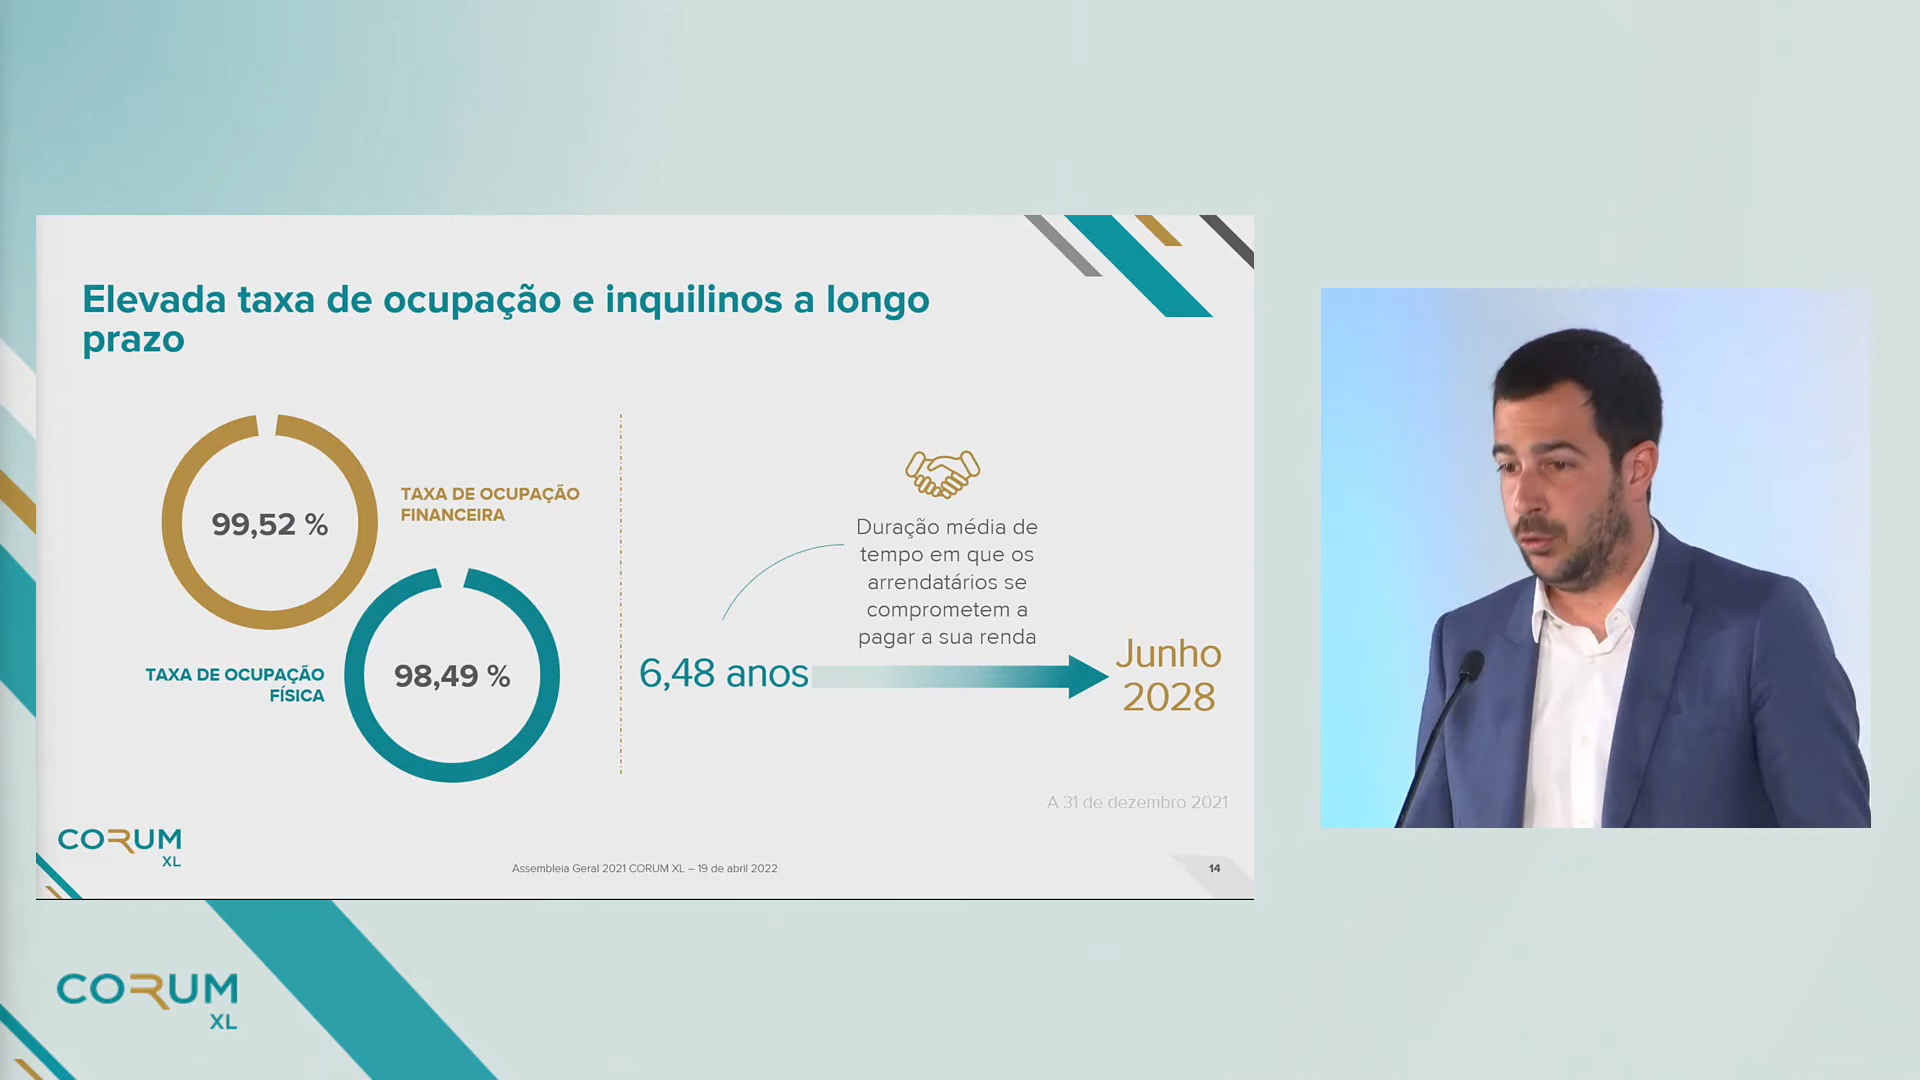 Elevada taxa de ocupação e inquilinos a longo
prazo
99,52 %
TAXA DE OCUPAÇÃO
FINANCEIRA
TAXA DE OCUPAÇÃO
FÍSICA
98,49 %
Duração média de
tempo em que os
arrendatários se
comprometem a
pagar a sua renda
6,48 anos
Junho
2028
A 31 de dezembro 2021
CORUM
XL
Assembleia Geral 2021 CORUM XL – 19 de abril 2022
14
CORUM
XL